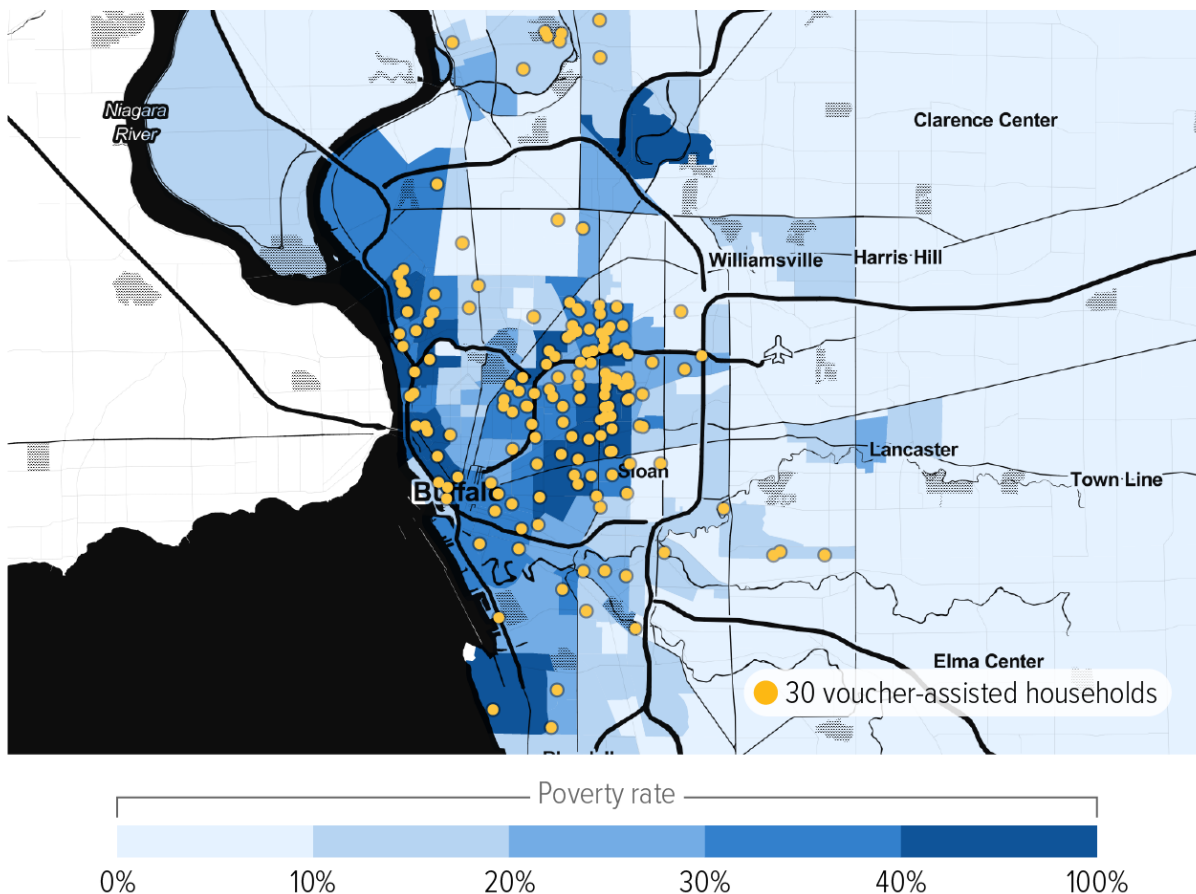 Niagara
River
Clarence Center
Williamsville
Harris Hill
Lancaster
Sloan
Town Line
Buffalo
Elma Center
30 voucher-assisted households
Poverty rate
0%
10%
20%
30%
40%
100%